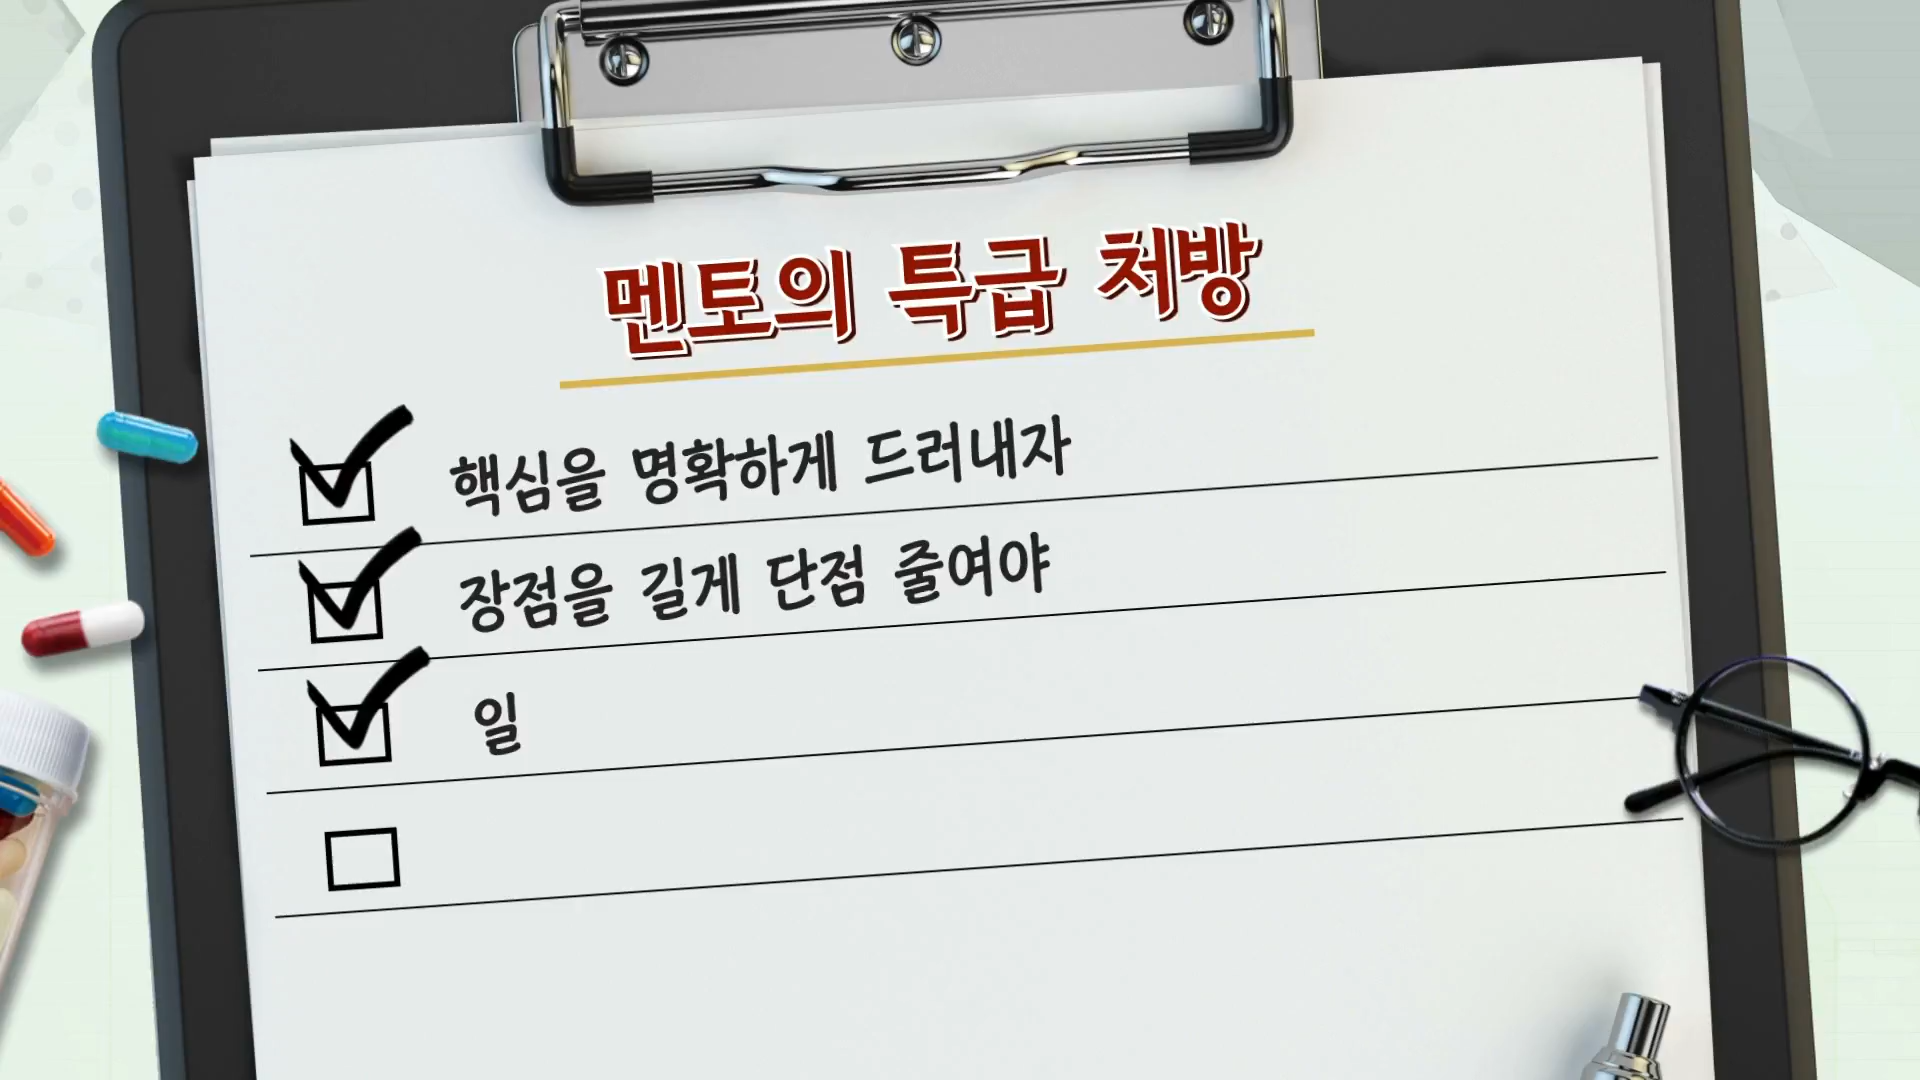 멘토의 특급 처방
핵심을 명확하게 드러내자
장점을 길게 단점 줄여야
일